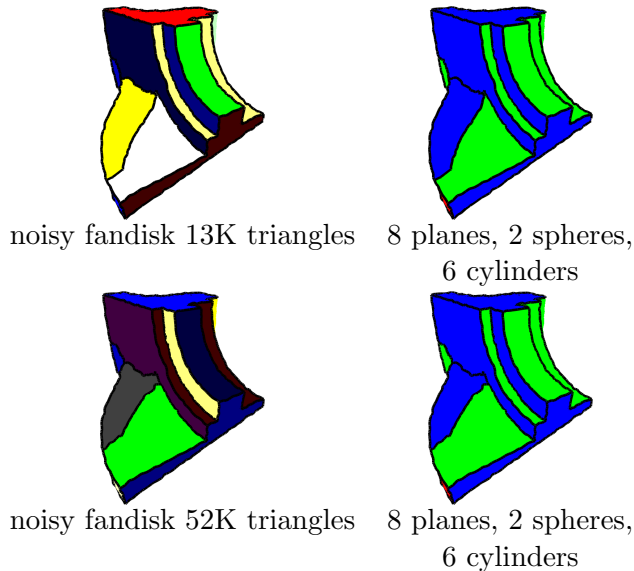 noisy fandisk 13K triangles
8 planes, 2 spheres,
6 cylinders
noisy fandisk 52K triangles
8 planes, 2 spheres,
6 cylinders